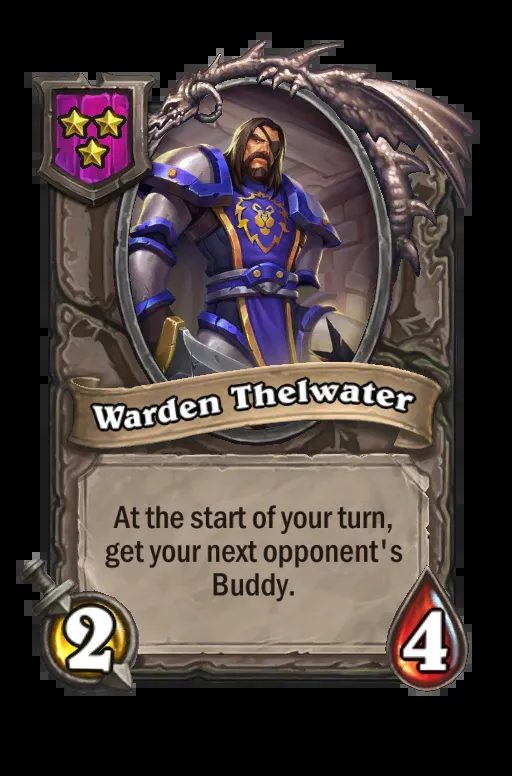 Warden Thelwater
At the start of your turn,
get your next opponent's
Buddy.
2
4